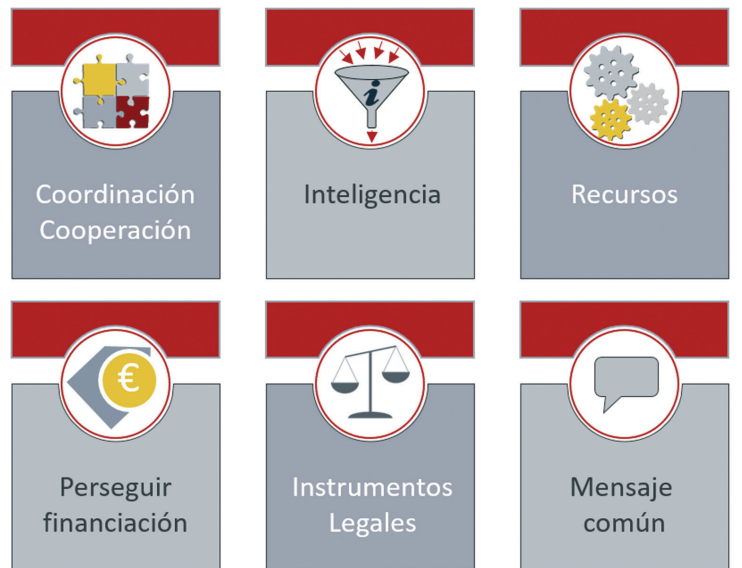 Coordinación
Cooperación
i
Inteligencia
Recursos
€
Perseguir
financiación
Instrumentos
Legales
Mensaje
común